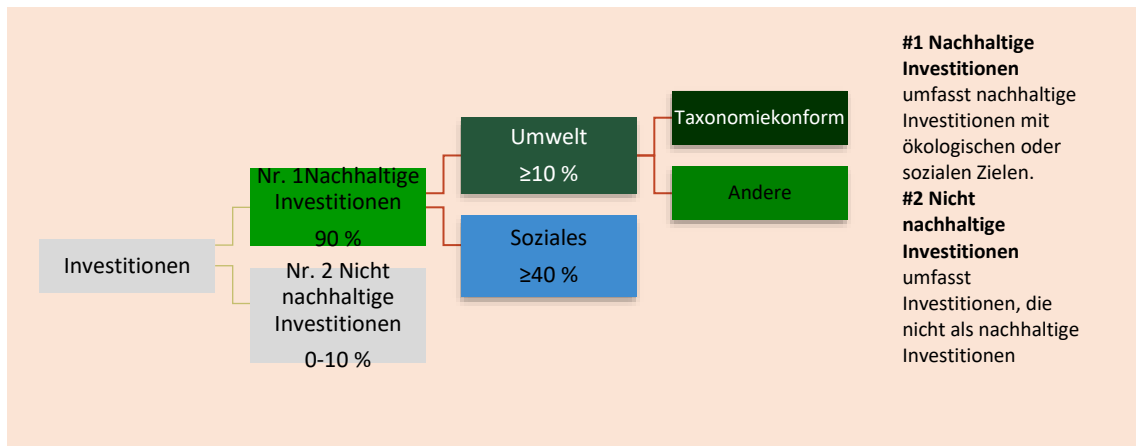 Investitionen
Nr. 1Nachhaltige
Investitionen
90 %
Nr. 2 Nicht
nachhaltige
Investitionen
0-10 %
Umwelt
≥10 %
Soziales
≥40 %
Taxonomiekonform
Andere
#1 Nachhaltige
Investitionen
umfasst nachhaltige
Investitionen mit
ökologischen oder
sozialen Zielen.
#2 Nicht
nachhaltige
Investitionen
umfasst
Investitionen, die
nicht als nachhaltige
Investitionen